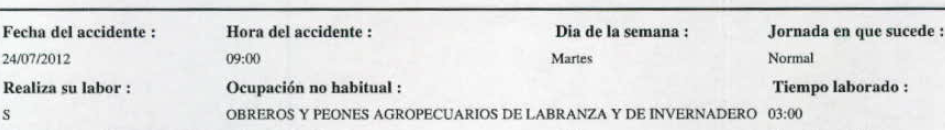 Fecha del accidente : Hora del accidente : Dia de la semana : Jornada en que sucede :
24/07/2012 09:00 Martes Normal
Realiza su labor : Ocupación no habitual : Tiempo laborado :
S OBREROS Y PEONES AGROPECUARIOS DE LABRANZA Y DE INVERNADERO 03:00